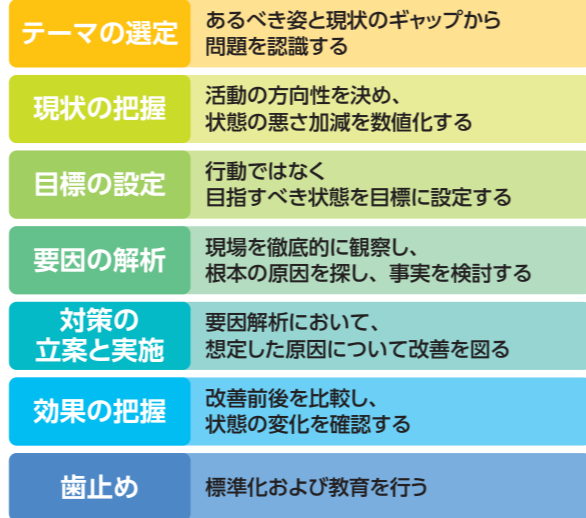 テーマの選定
あるべき姿と現状のギャップから
問題を認識する
現状の把握
活動の方向性を決め、
状態の悪さ加減を数値化する
目標の設定
行動ではなく
目指すべき状態を目標に設定する
要因の解析
現場を徹底的に観察し、
根本の原因を探し、事実を検討する
対策の
立案と実施
要因解析において、
想定した原因について改善を図る
効果の把握
改善前後を比較し、
状態の変化を確認する
歯止め
標準化および教育を行う